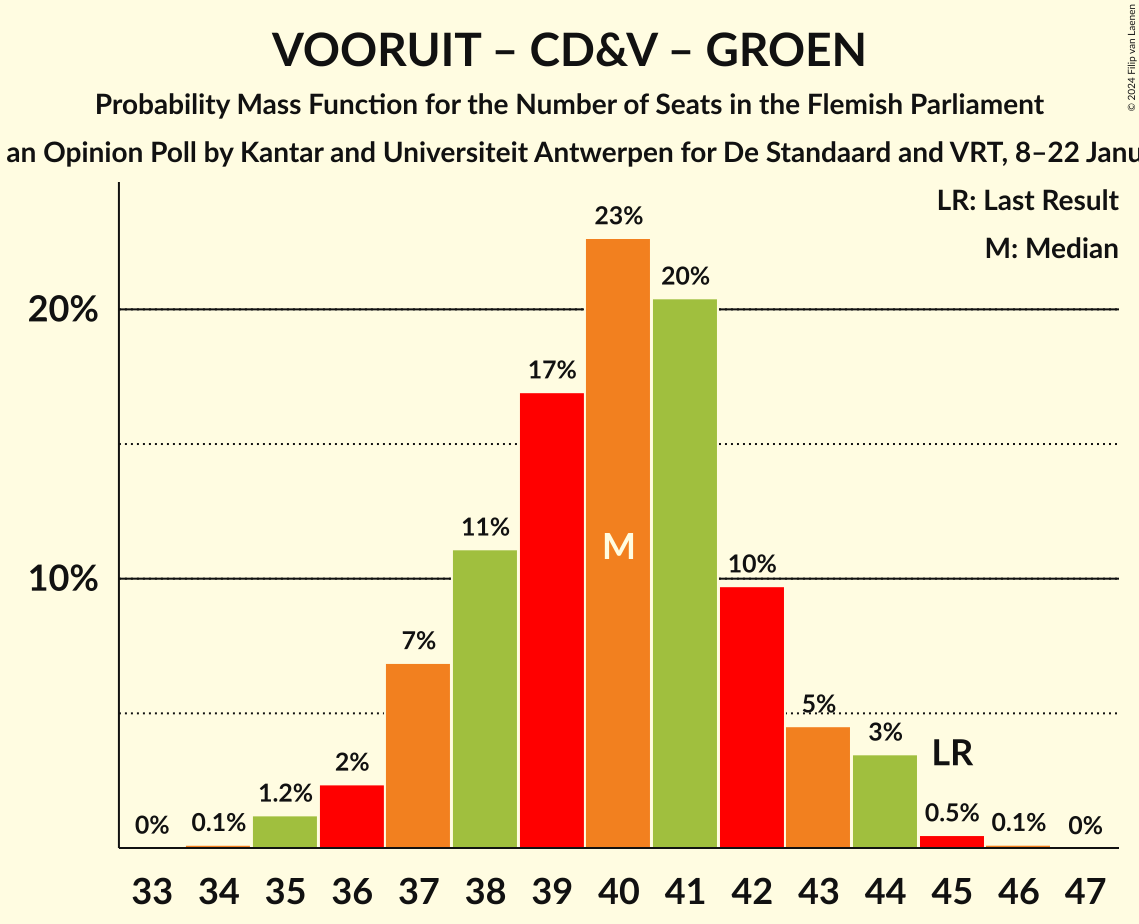 VOORUIT – CD&V – GROEN
Probability Mass Function for the Number of Seats in the Flemish Parliament
an Opinion Poll by Kantar and Universiteit Antwerpen for De Standaard and VRT, 8–22 Janu
© 2024 Filip van Laenen
LR: Last Result
M: Median
20%
10%
0%
0.1%
1.2%
2%
7%
11%
17%
23%
20%
10%
5%
3%
0.5%
0.1%
0%
M
LR
33 34 35 36 37 38 39 40 41 42 43 44 45 46 47